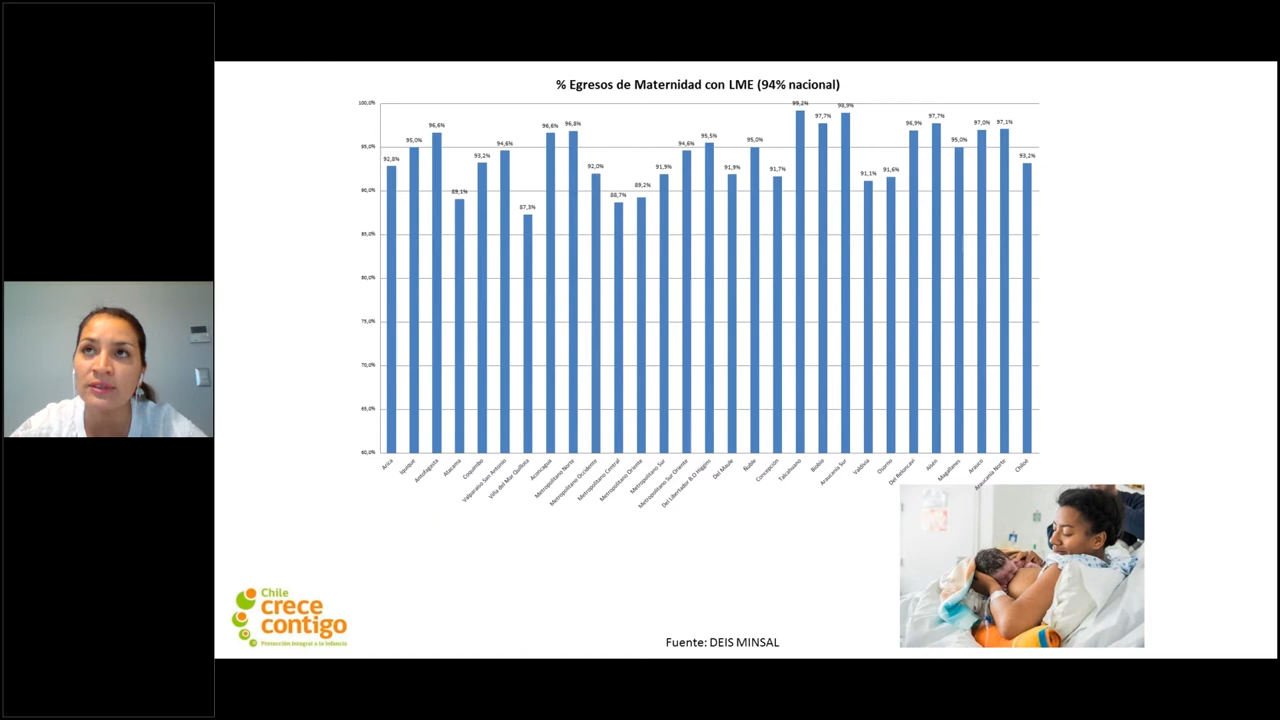 % Egresos de Maternidad con LME (94% nacional)
100,0%
95,0%
90,0%
85,0%
80,0%
75,0%
70,0%
65,0%
60,0%
92,8%
95,0%
96,6%
89,1%
93,2%
94,6%
87,3%
96,6%
96,8%
92,0%
88,7%
89,2%
91,9%
94,6%
95,5%
91,9%
95,0%
91,7%
99,2%
97,7%
98,9%
91,1%
91,6%
96,9%
97,7%
95,0%
97,0%
97,1%
93,2%
Arica
Iquique
Antofagasta
Atacama
Coquimbo
Valparaíso San Antonio
Viña del Mar Quillota
Aconcagua
Metropolitano Norte
Metropolitano Occidente
Metropolitano Central
Metropolitano Oriente
Metropolitano Sur
Metropolitano Sur Oriente
Del Libertador B.O Higgins
Del Maule
Ñuble
Concepción
Talcahuano
Biobío
Araucanía Sur
Valdivia
Osorno
Del Reloncaví
Aisén
Magallanes
Arauco
Araucanía Norte
Chiloé
Chile
crece
contigo
Protección Integral a la Infancia
Fuente: DEIS MINSAL